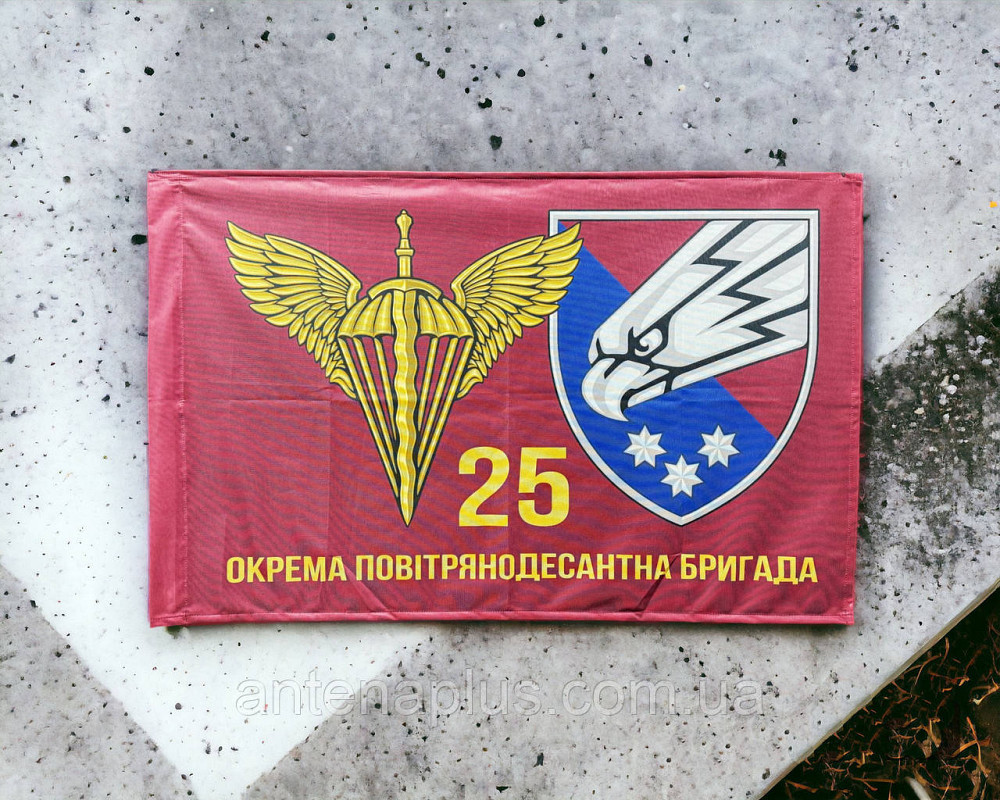 25
ОКРЕМА ПОВІТРЯНОДЕСАНТНА БРИГАДА
antenaplus.com.ua